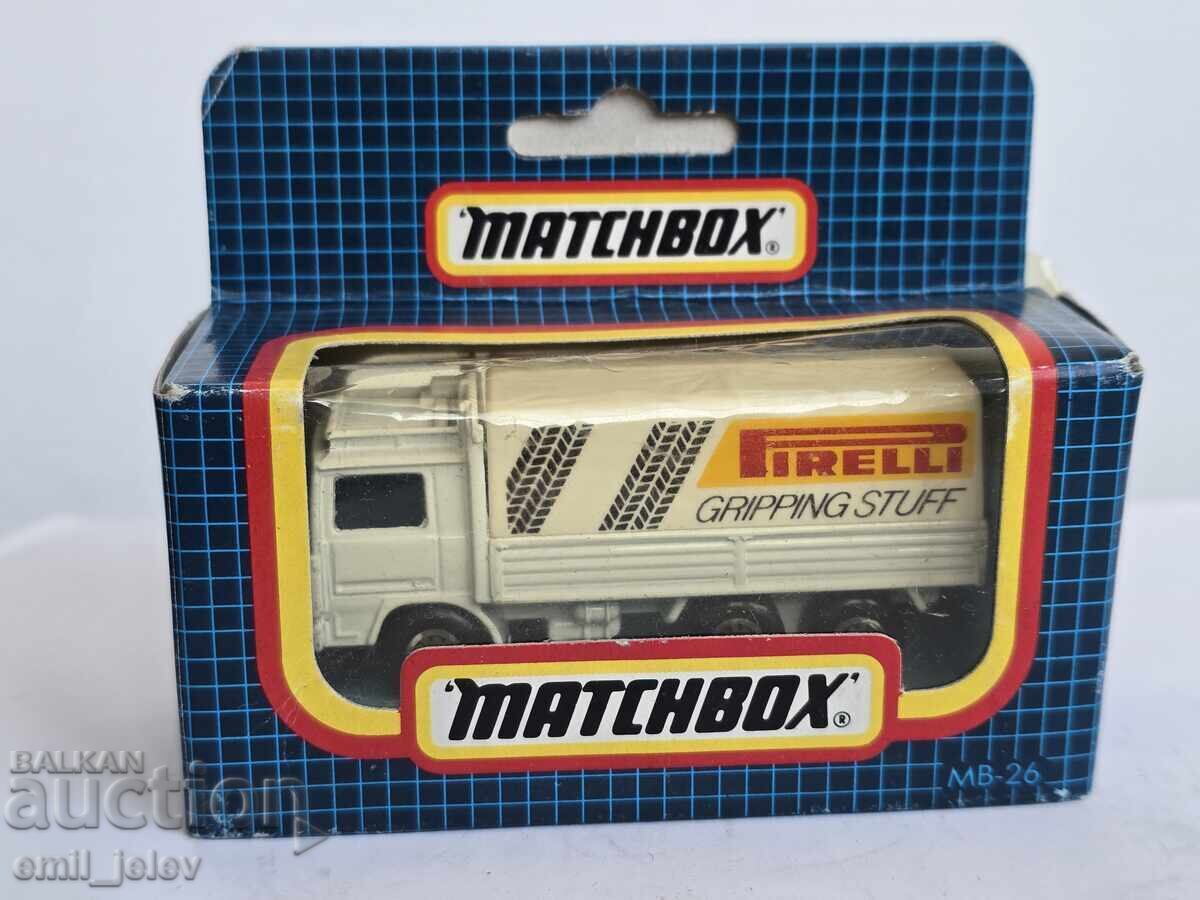 'MATCHBOX'®
PIRELLI
GRIPPING STUFF
'MATCHBOX'®
MB-26
BALKAN
auction
emil_jelev